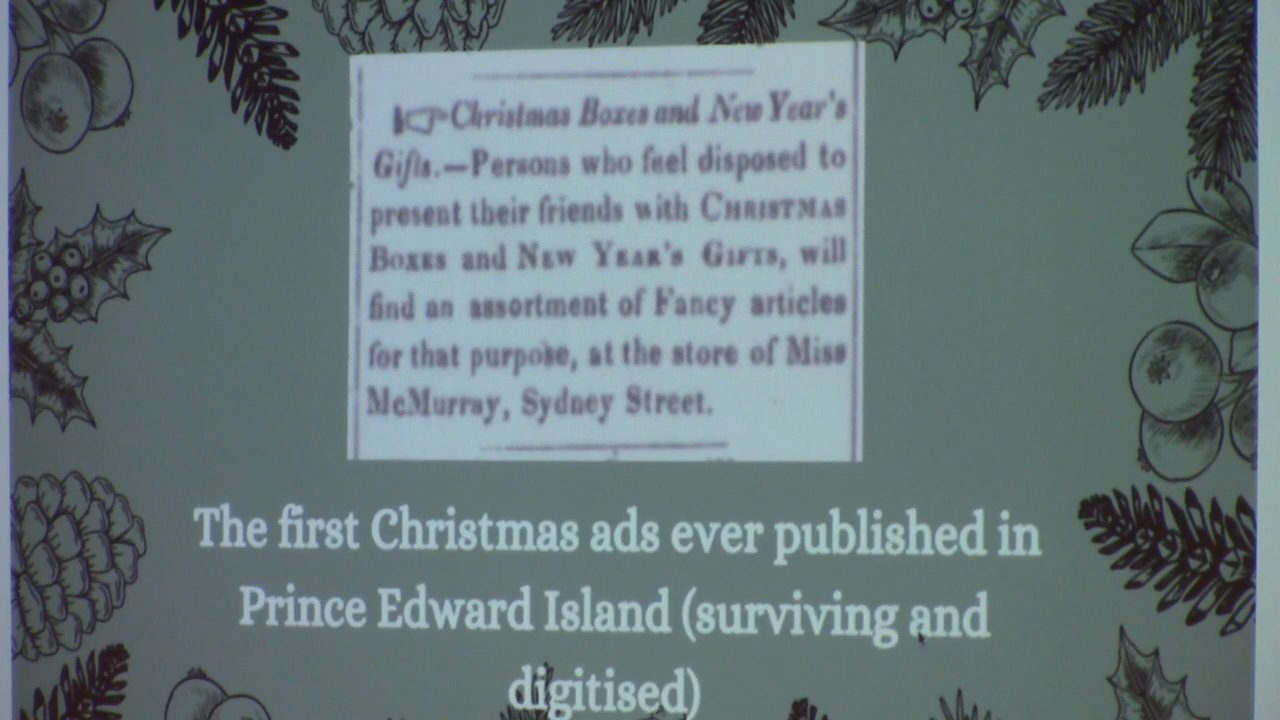 ☞Christmas Boxes and New Year's
Gifts.—Persons who feel disposed to
present their friends with CHRISTMAS
BOXES and NEW YEAR'S GIFTS, will
find an assortment of Fancy articles
for that purpose, at the store of Miss
McMurray, Sydney Street.
The first Christmas ads ever published in
Prince Edward Island (surviving and
digitised)